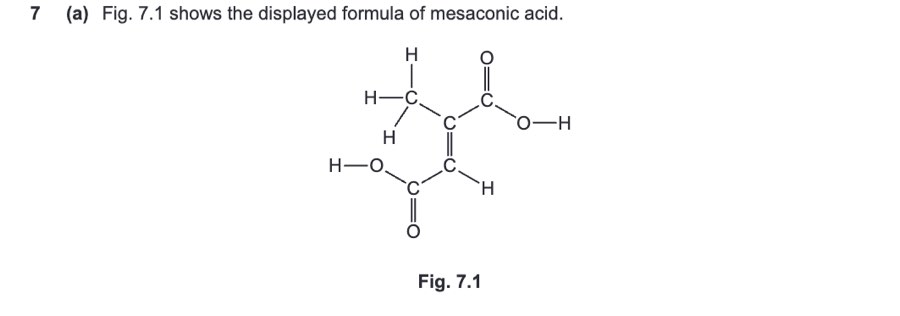 7 (a) Fig. 7.1 shows the displayed formula of mesaconic acid.
H O
H C C
C O H
H
H O C
C H
O
Fig. 7.1